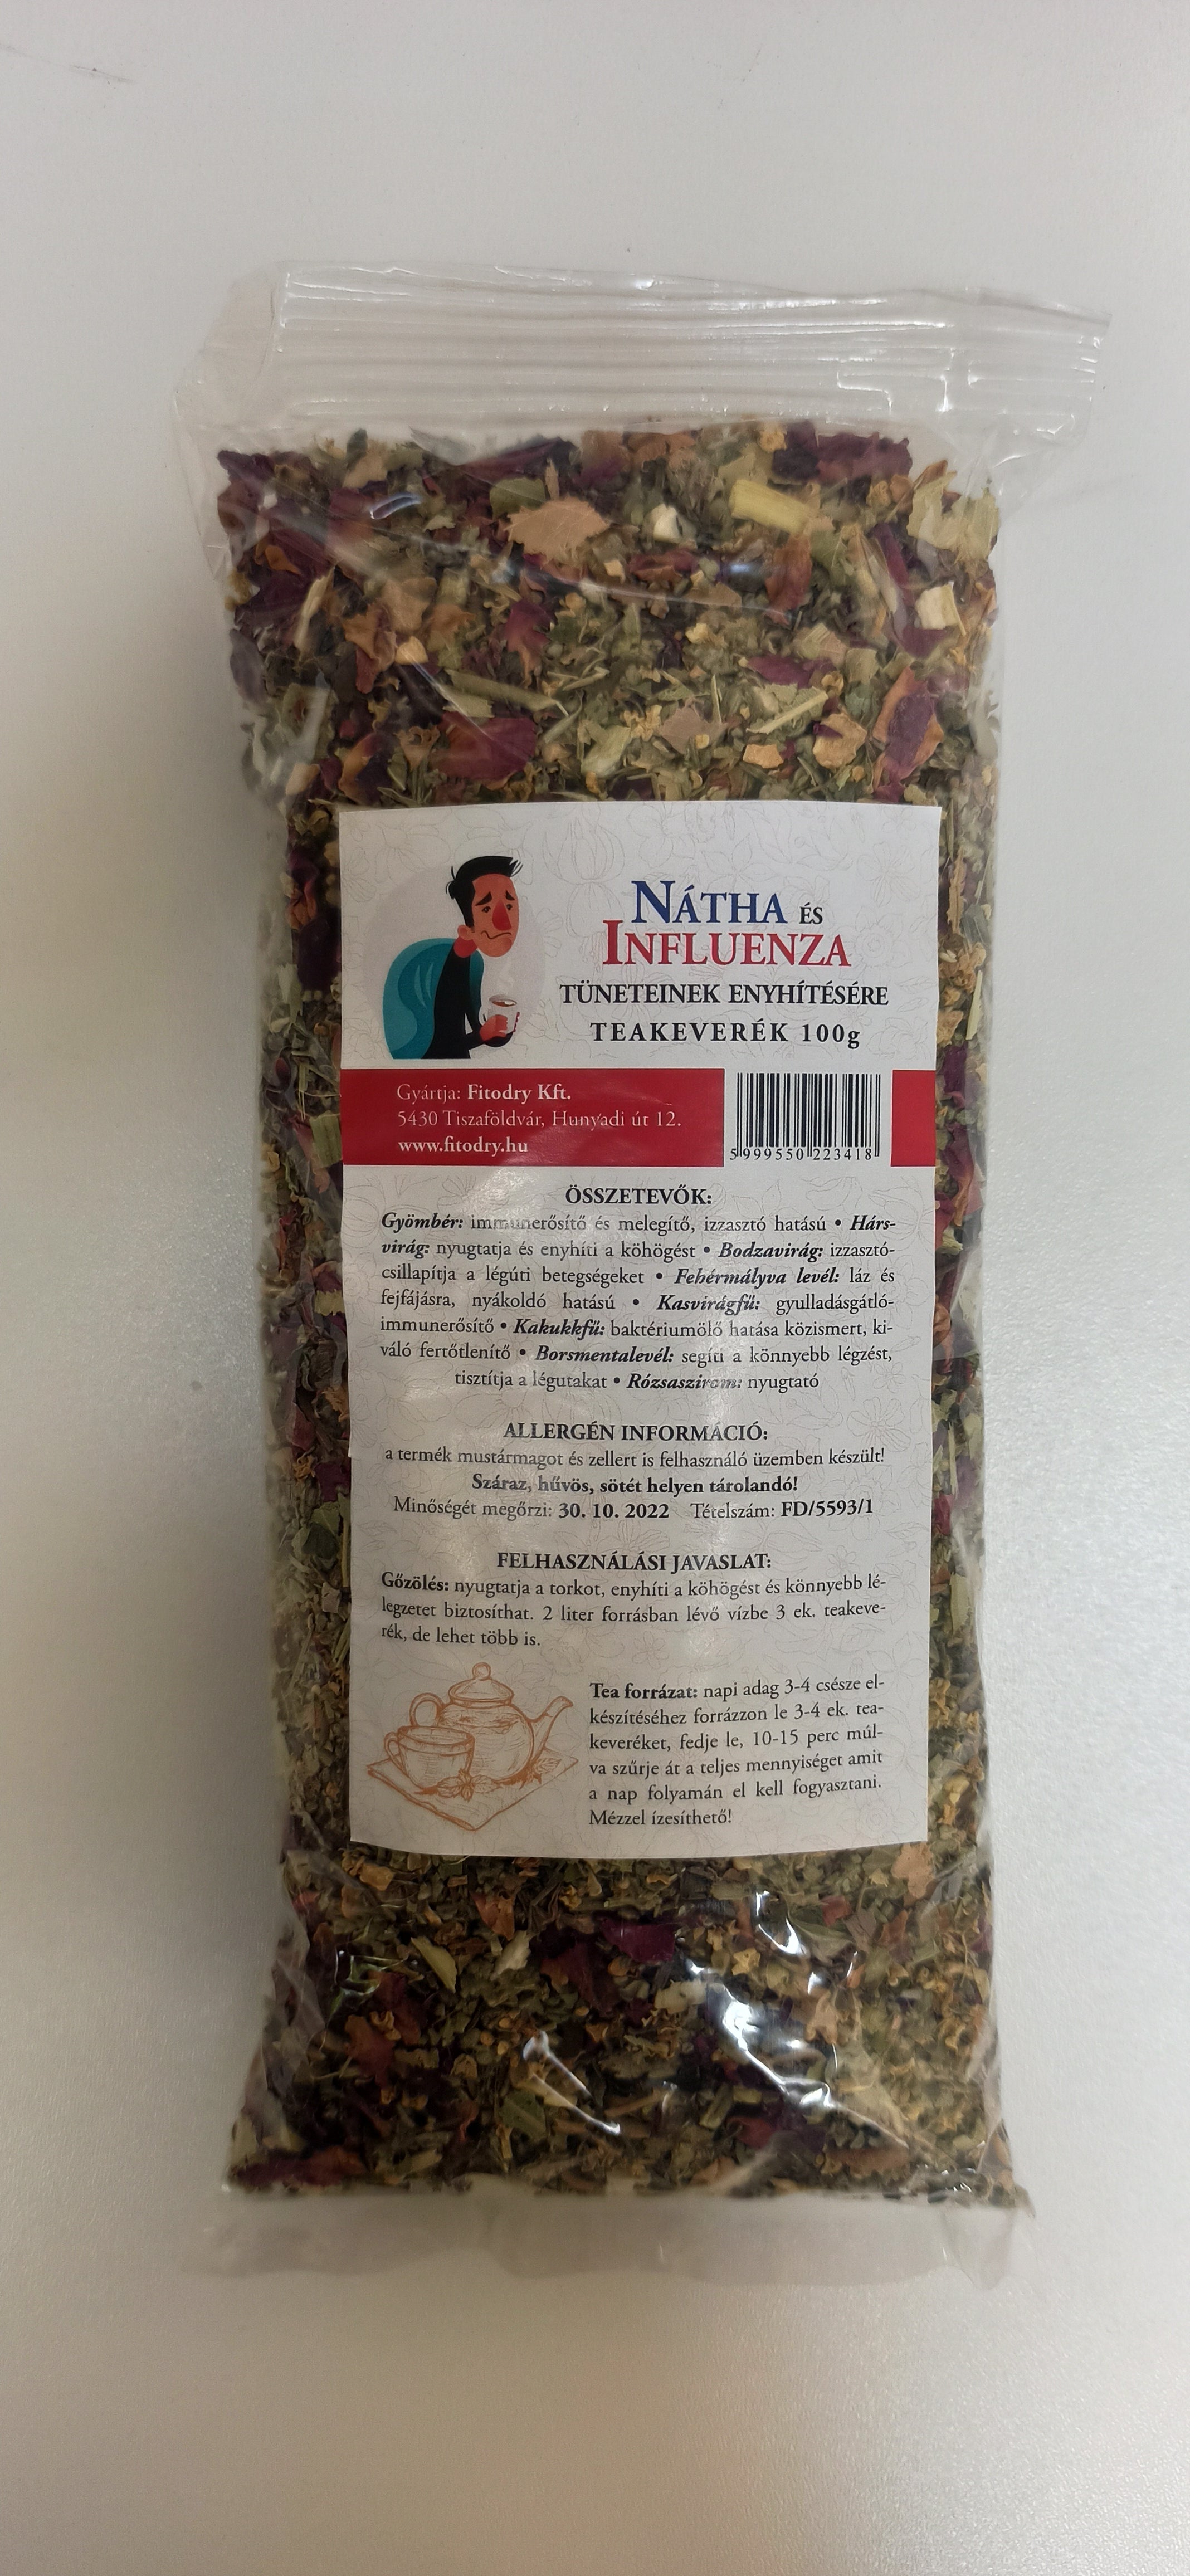 NÁTHA ÉS
INFLUENZA
TÜNETEINEK ENYHÍTÉSÉRE
TEAKEVERÉK 100g
Gyártja: Fitodry Kft.
5430 Tiszaföldvár, Hunyadi út 12.
www.fitodry.hu
5 999550 223418
ÖSSZETEVŐK:
Gyömbér: immunerősítő és melegítő, izzasztó hatású • Hárs-
virág: nyugtatja és enyhíti a köhögést • Bodzavirág: izzasztó-
csillapítja a légúti betegségeket • Fehérmályva levél: láz és
fejfájásra, nyákoldó hatású • Kasvirágfű: gyulladásgátló-
immunerősítő • Kakukkfű: baktériumölő hatása közismert, ki-
váló fertőtlenítő • Borsmentalevél: segíti a könnyebb légzést,
tisztítja a légutakat • Rózsaszirom: nyugtató
ALLERGÉN INFORMÁCIÓ:
a termék mustármagot és zellert is felhasználó üzemben készült!
Száraz, hűvös, sötét helyen tárolandó!
Minőségét megőrzi: 30. 10. 2022 Tételszám: FD/5593/1
FELHASZNÁLÁSI JAVASLAT:
Gőzölés: nyugtatja a torkot, enyhíti a köhögést és könnyebb lé-
legzetet biztosíthat. 2 liter forrásban lévő vízbe 3 ek. teakeve-
rék, de lehet több is.
Tea forrázat: napi adag 3-4 csésze el-
készítéséhez forrázzon le 3-4 ek. tea-
keveréket, fedje le, 10-15 perc múl-
va szűrje át a teljes mennyiséget amit
a nap folyamán el kell fogyasztani.
Mézzel ízesíthető!